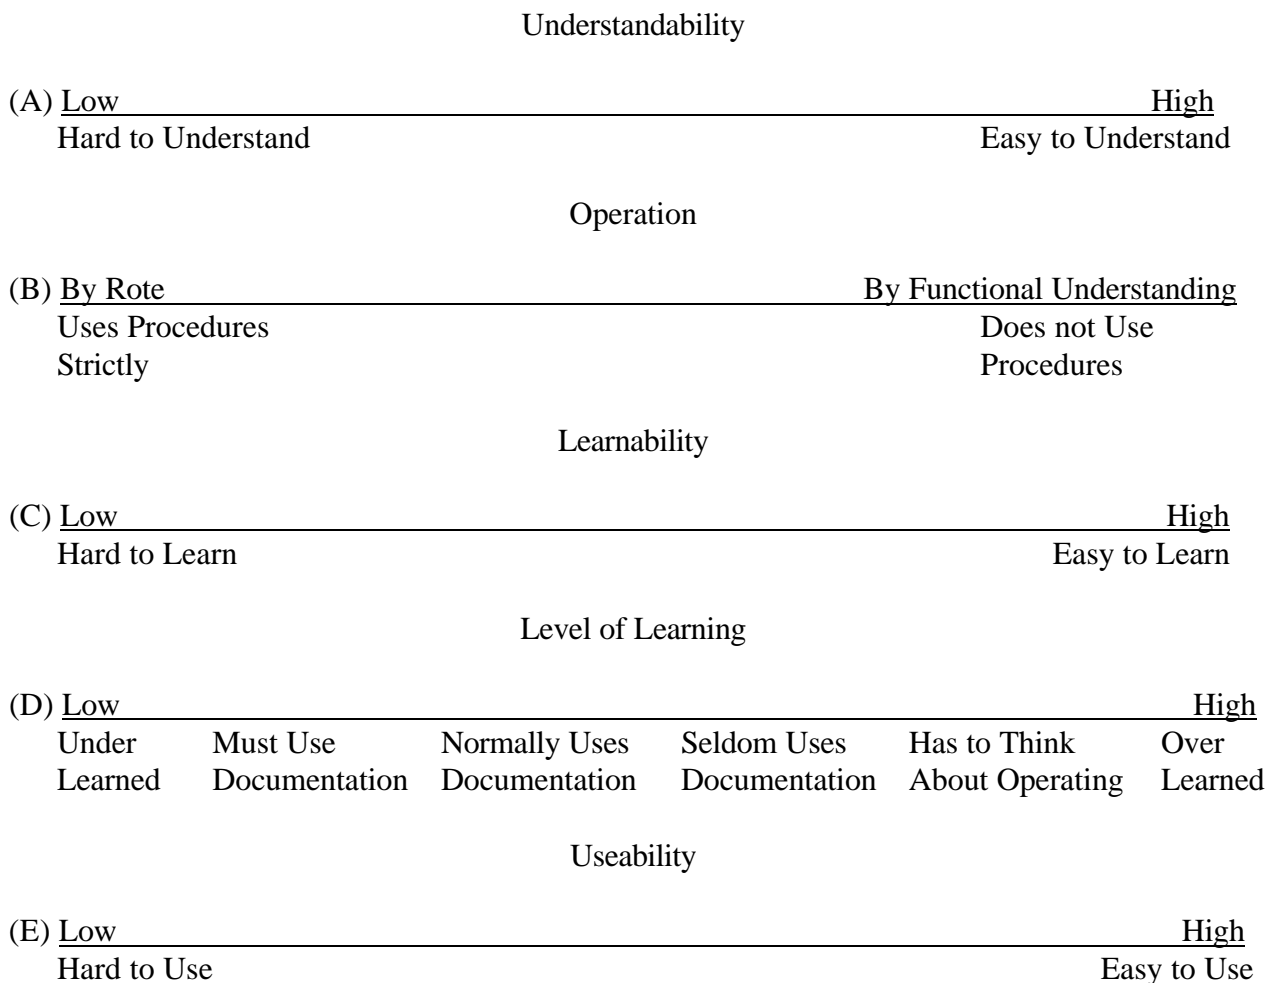 Understandability
(A) Low High
Hard to Understand Easy to Understand
Operation
(B) By Rote By Functional Understanding
Uses Procedures Does not Use
Strictly Procedures
Learnability
(C) Low High
Hard to Learn Easy to Learn
Level of Learning
(D) Low High
Under Must Use Normally Uses Seldom Uses Has to Think Over
Learned Documentation Documentation Documentation About Operating Learned
Useability
(E) Low High
Hard to Use Easy to Use